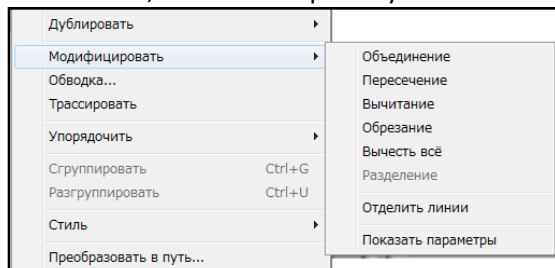 Дублировать
Модифицировать
Обводка...
Трассировать
Упорядочить
Сгруппировать Ctrl+G
Разгруппировать Ctrl+U
Стиль
Преобразовать в путь...
Объединение
Пересечение
Вычитание
Обрезание
Вычесть всё
Разделение
Отделить линии
Показать параметры